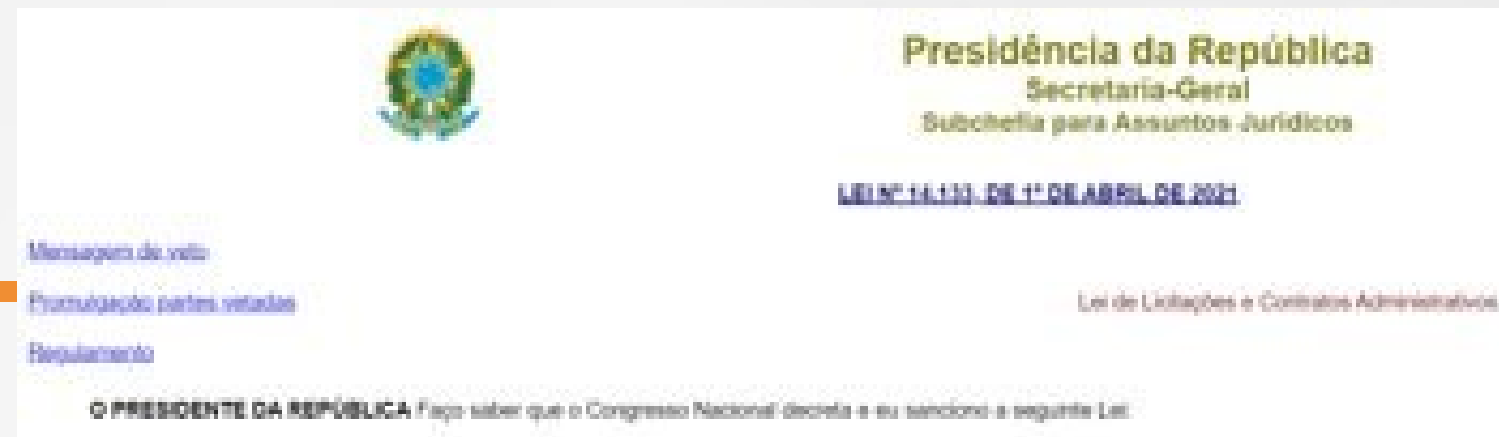 Presidência da República
Secretaria-Geral
Subchefia para Assuntos Jurídicos
LEI Nº 14.133, DE 1º DE ABRIL DE 2021
Mensagem de veto
Promulgação partes vetadas
Lei de Licitações e Contratos Administrativos
Regulamento
O PRESIDENTE DA REPÚBLICA Faço saber que o Congresso Nacional decreta e eu sanciono a seguinte Lei: